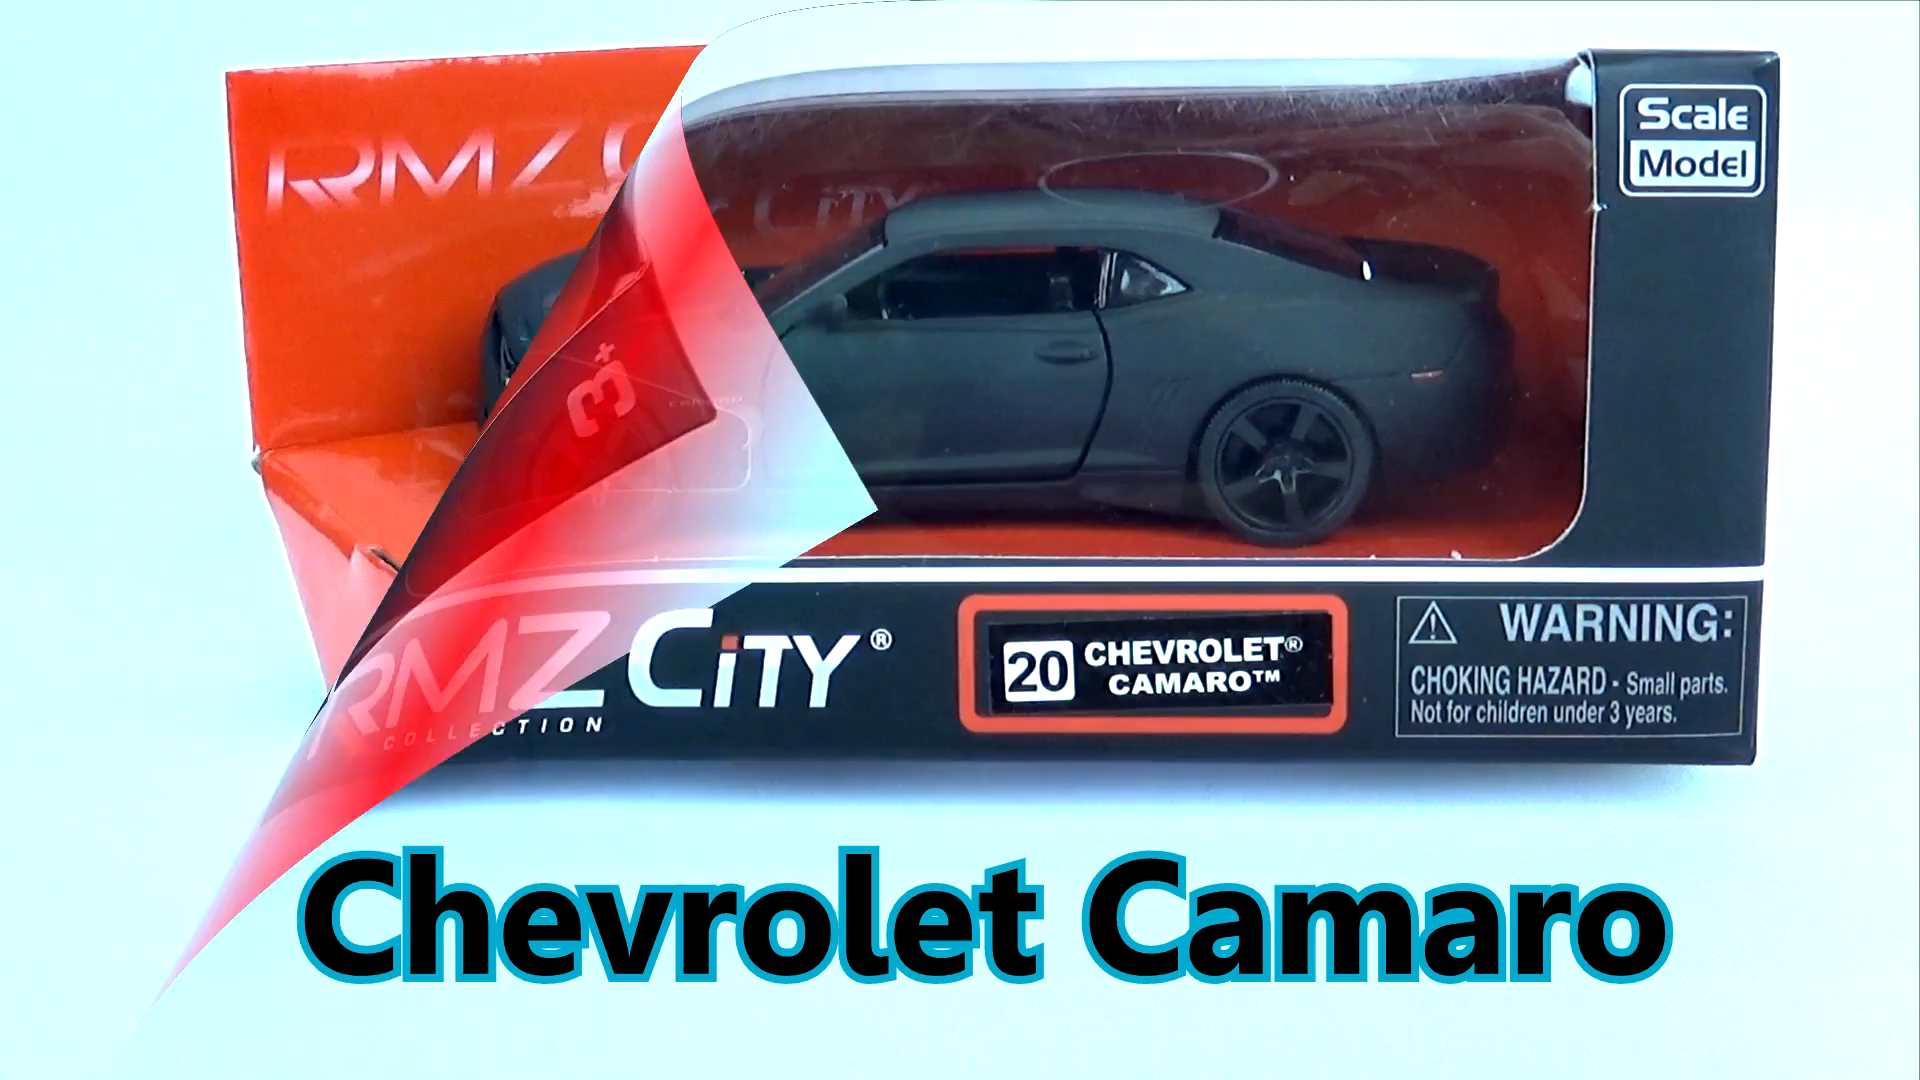 RMZ C
Scale
Model
CiTY
3+
RMZ CiTY®
COLLECTION
20 CHEVROLET®
CAMARO™
WARNING:
CHOKING HAZARD - Small parts.
Not for children under 3 years.
Chevrolet Camaro